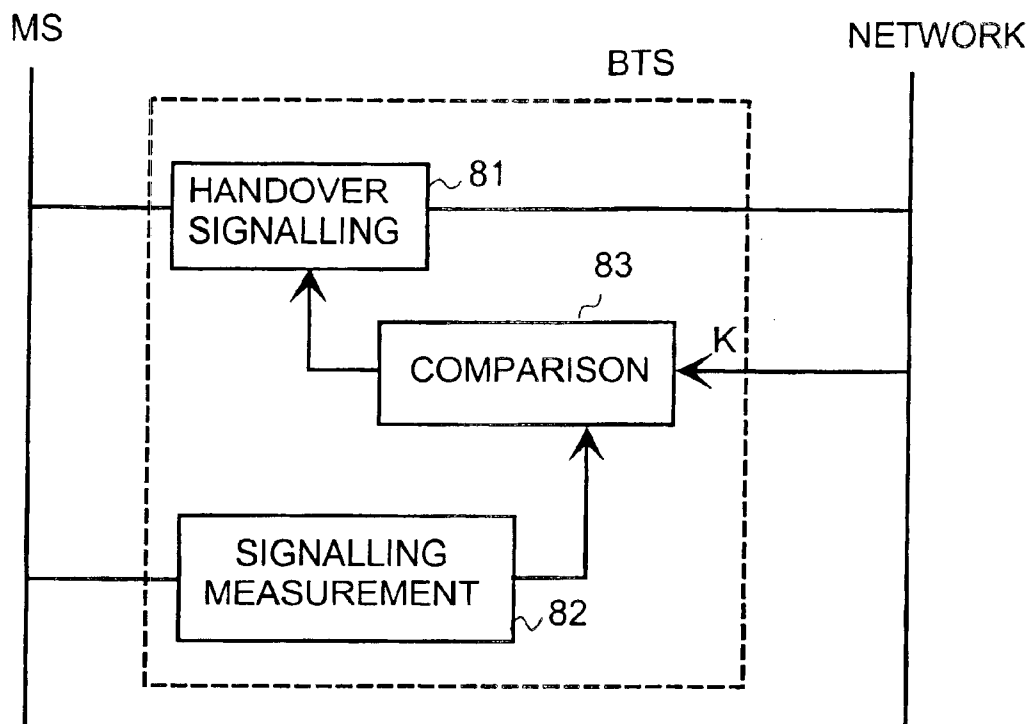 MS
NETWORK
BTS
HANDOVER
SIGNALLING
81
83
COMPARISON
K
SIGNALLING
MEASUREMENT
82